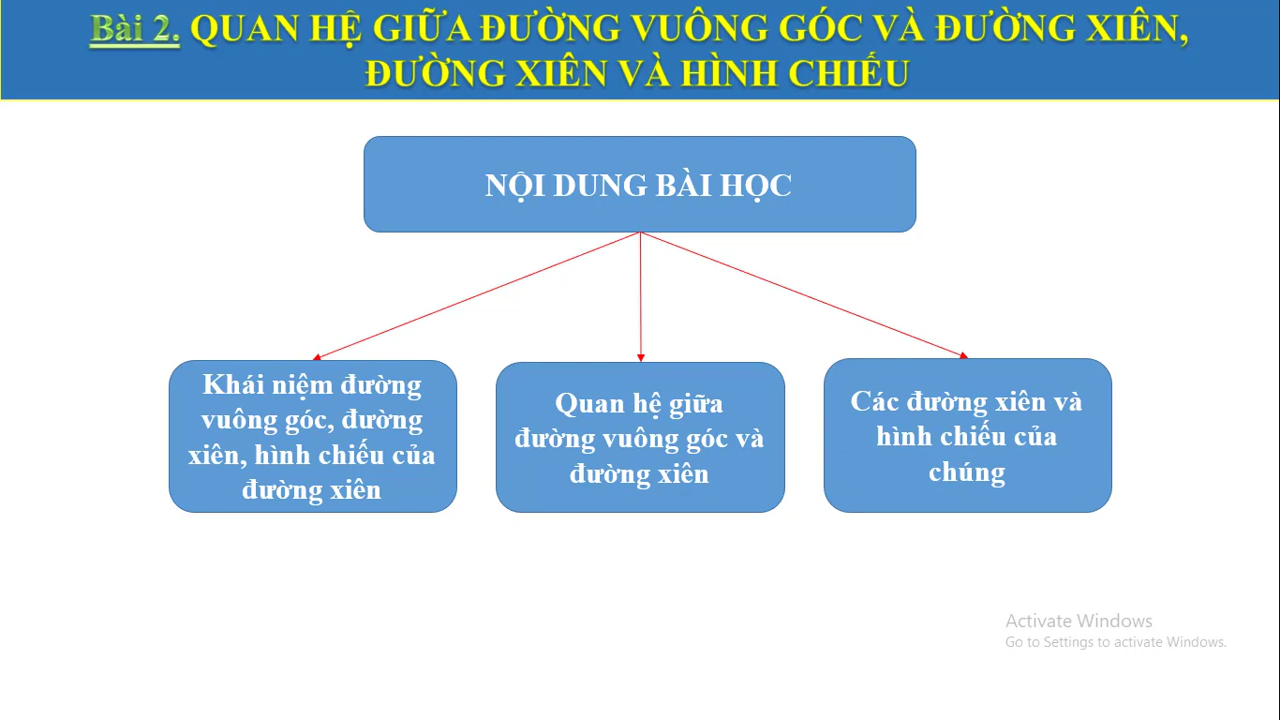 Bài 2. QUAN HỆ GIỮA ĐƯỜNG VUÔNG GÓC VÀ ĐƯỜNG XIÊN,
ĐƯỜNG XIÊN VÀ HÌNH CHIẾU
NỘI DUNG BÀI HỌC
Khái niệm đường
vuông góc, đường
xiên, hình chiếu của
đường xiên
Quan hệ giữa
đường vuông góc và
đường xiên
Các đường xiên và
hình chiếu của
chúng
Activate Windows
Go to Settings to activate Windows.